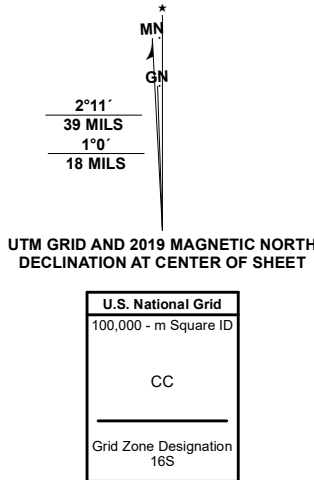 ★
MN
GN
2°11´
39 MILS
1°0´
18 MILS
UTM GRID AND 2019 MAGNETIC NORTH
DECLINATION AT CENTER OF SHEET
U.S. National Grid
100,000 - m Square ID
CC
Grid Zone Designation
16S